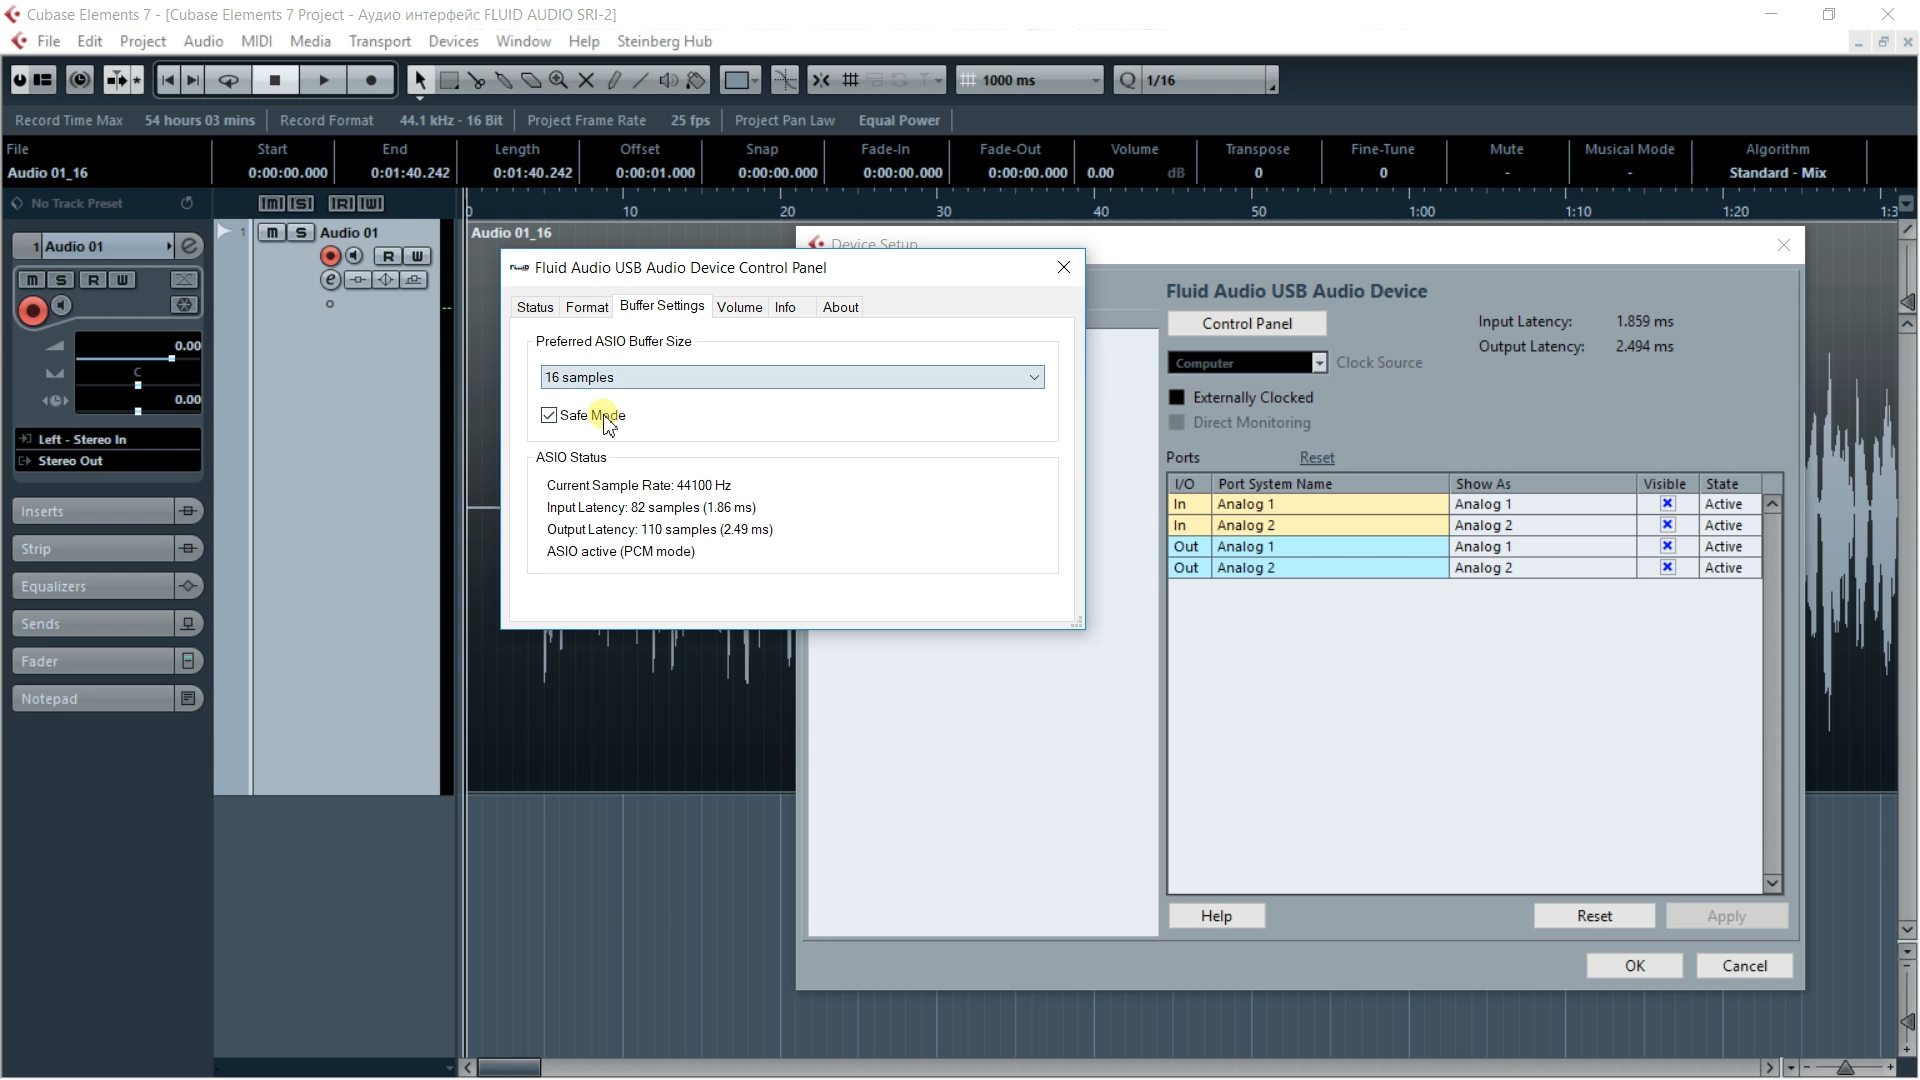 Cubase Elements 7 - [Cubase Elements 7 Project - Аудио интерфейс FLUID AUDIO SRI-2]
File Edit Project Audio MIDI Media Transport Devices Window Help Steinberg Hub
1000 ms Q 1/16
Record Time Max 54 hours 03 mins Record Format 44.1 kHz - 16 Bit Project Frame Rate 25 fps Project Pan Law Equal Power
File Start End Length Offset Snap Fade-In Fade-Out Volume Transpose Fine-Tune Mute Musical Mode Algorithm
Audio 01_16 0:00:00.000 0:01:40.242 0:01:40.242 0:00:01.000 0:00:00.000 0:00:00.000 0:00:00.000 0.00 dB 0 0 - - Standard - Mix
No Track Preset M S R W
0 10 20 30 40 50 1:00 1:10 1:20 1:3
1 Audio 01 e
M S R W
0.00
C
0.00
Left - Stereo In
Stereo Out
Inserts
Strip
Equalizers
Sends
Fader
Notepad
1 M S Audio 01
R W
e
Audio 01_16
Device Setup
Fluid Audio USB Audio Device Control Panel
Status Format Buffer Settings Volume Info About
Preferred ASIO Buffer Size
16 samples
Safe Mode
ASIO Status
Current Sample Rate: 44100 Hz
Input Latency: 82 samples (1.86 ms)
Output Latency: 110 samples (2.49 ms)
ASIO active (PCM mode)
Fluid Audio USB Audio Device
Control Panel Input Latency: 1.859 ms
Output Latency: 2.494 ms
Computer Clock Source
Externally Clocked
Direct Monitoring
Ports Reset
I/O Port System Name Show As Visible State
In Analog 1 Analog 1 Active
In Analog 2 Analog 2 Active
Out Analog 1 Analog 1 Active
Out Analog 2 Analog 2 Active
Help Reset Apply
OK Cancel